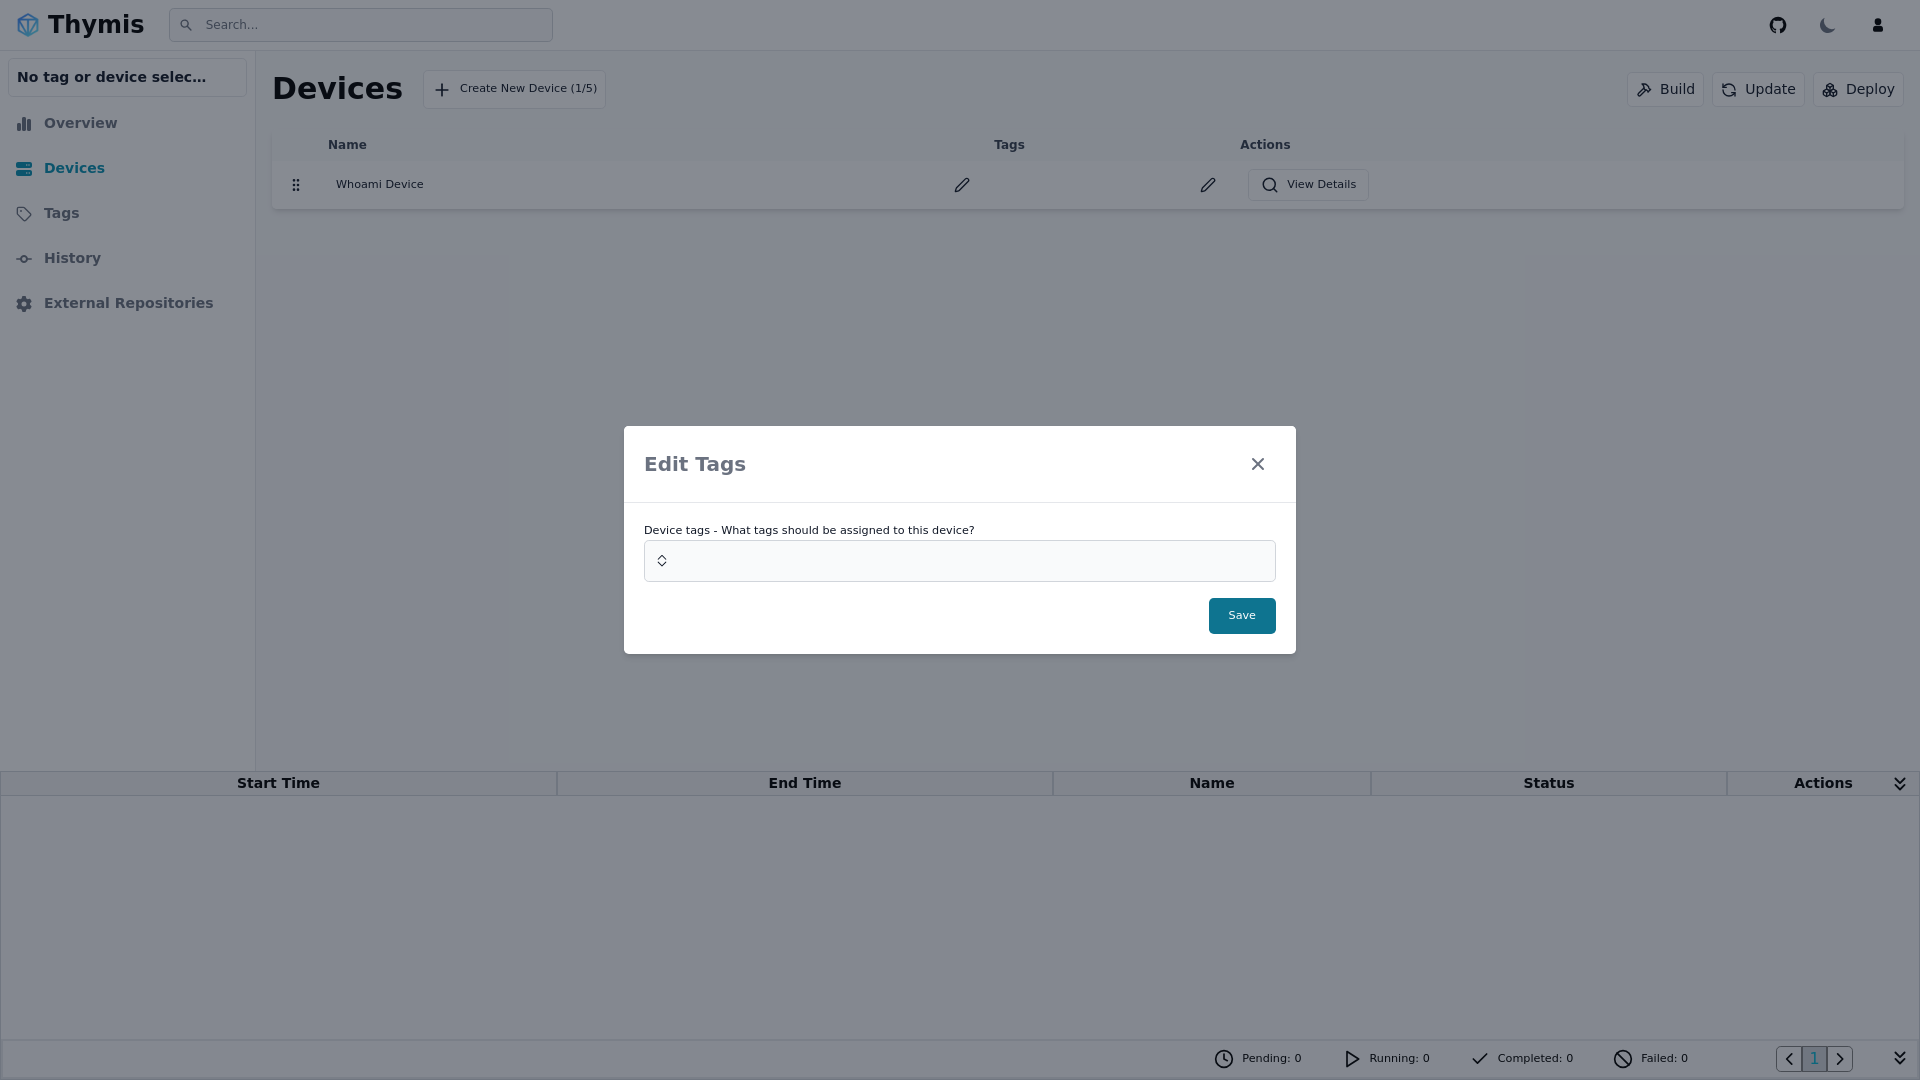 Thymis
Search...
No tag or device selec...
Overview
Devices
Tags
History
External Repositories
Devices
Create New Device (1/5)
Build
Update
Deploy
Name
Tags
Actions
Whoami Device
View Details
Edit Tags
Device tags - What tags should be assigned to this device?
Save
Start Time
End Time
Name
Status
Actions
Pending: 0
Running: 0
Completed: 0
Failed: 0
1